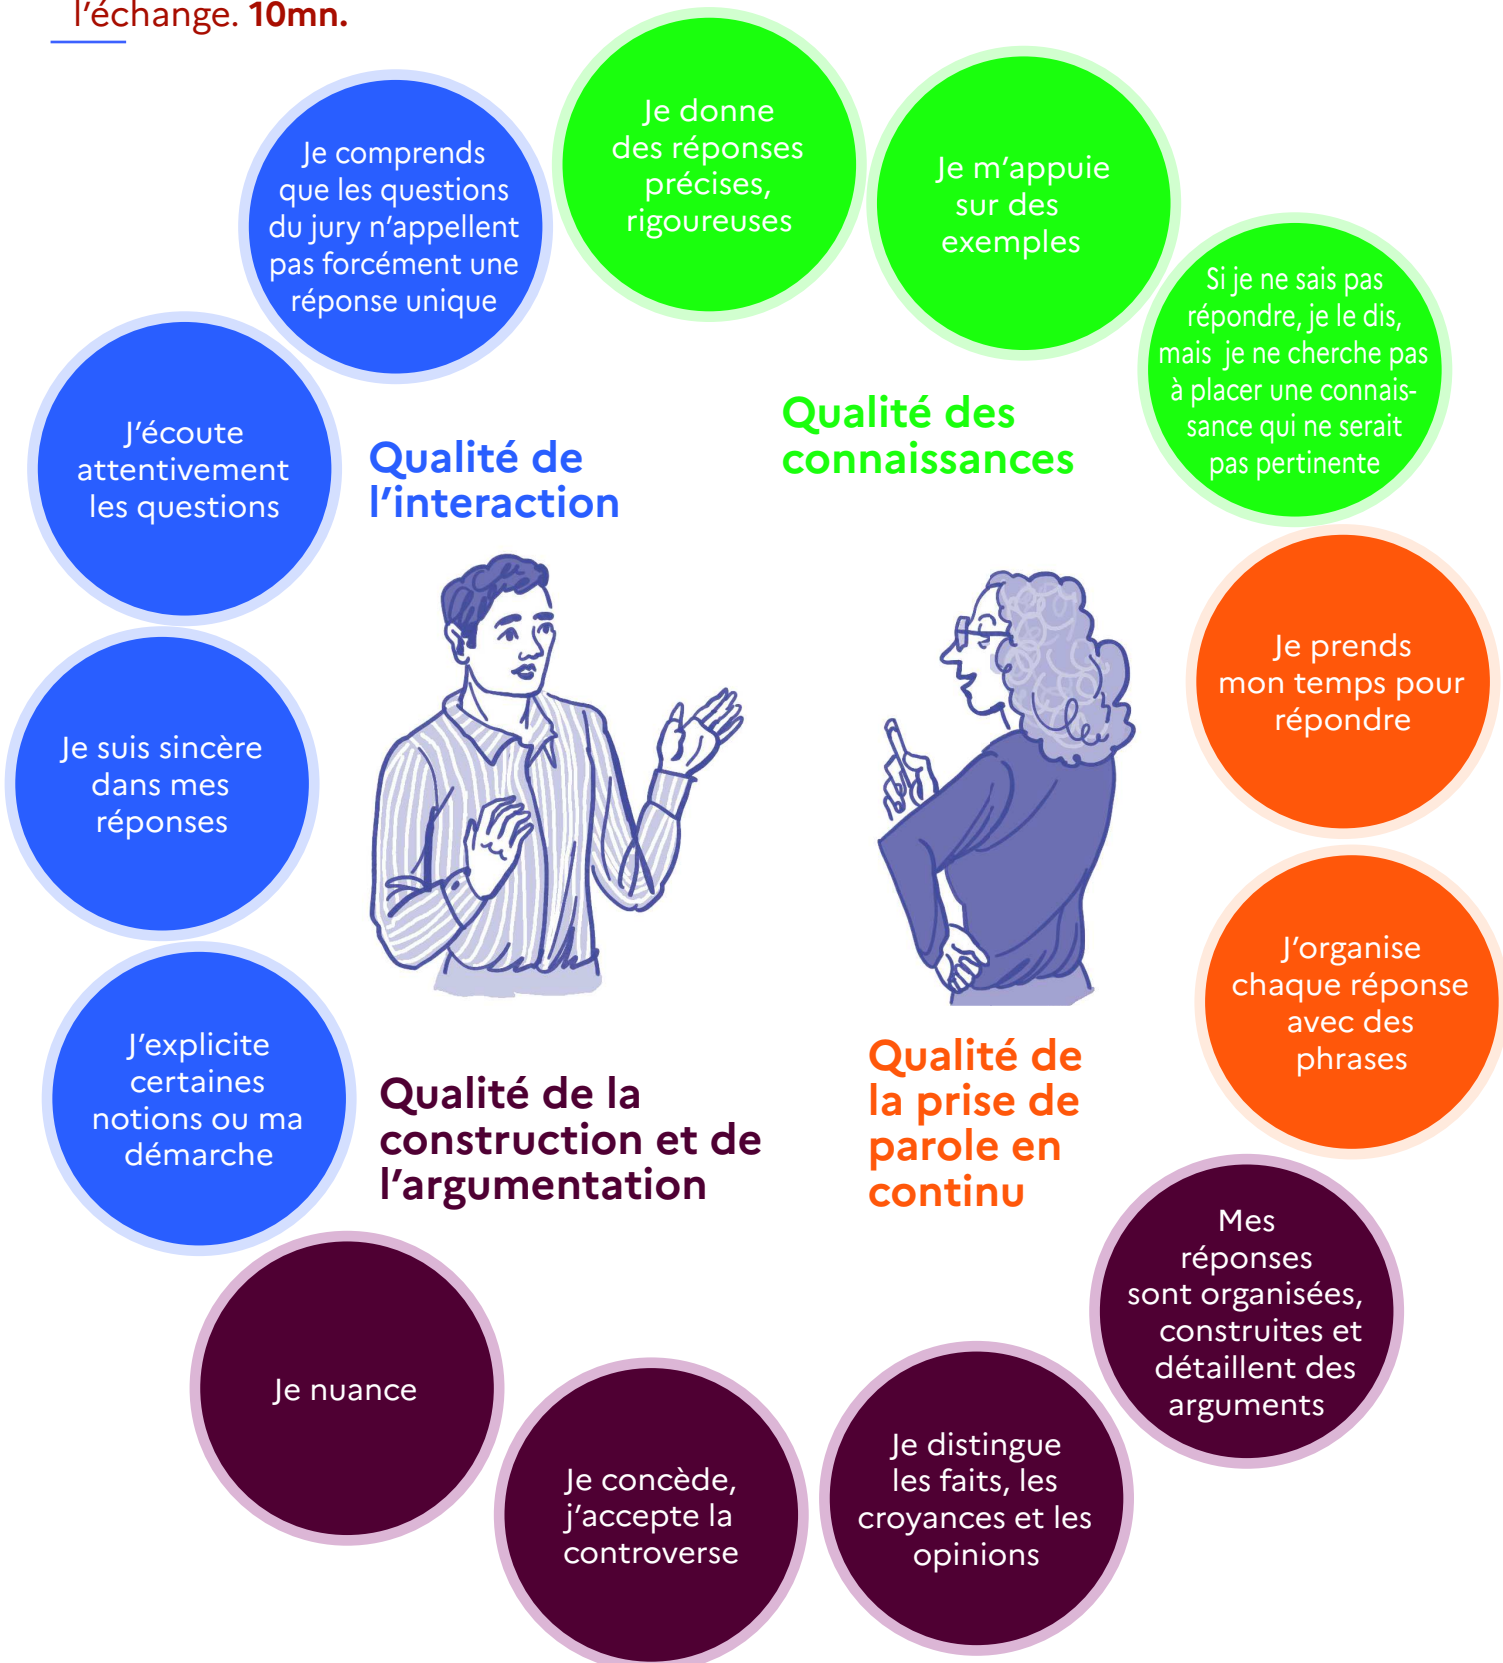 l’échange. 10mn.
Je comprends
que les questions
du jury n’appellent
pas forcément une
réponse unique
Je donne
des réponses
précises,
rigoureuses
Je m’appuie
sur des
exemples
Si je ne sais pas
répondre, je le dis,
mais je ne cherche pas
à placer une connais-
sance qui ne serait
pas pertinente
J’écoute
attentivement
les questions
Qualité de
l’interaction
Qualité des
connaissances
Je suis sincère
dans mes
réponses
Je prends
mon temps pour
répondre
J’explicite
certaines
notions ou ma
démarche
Qualité de la
construction et de
l’argumentation
Qualité de
la prise de
parole en
continu
J’organise
chaque réponse
avec des
phrases
Je nuance
Je concède,
j’accepte la
controverse
Je distingue
les faits, les
croyances et les
opinions
Mes
réponses
sont organisées,
construites et
détaillent des
arguments